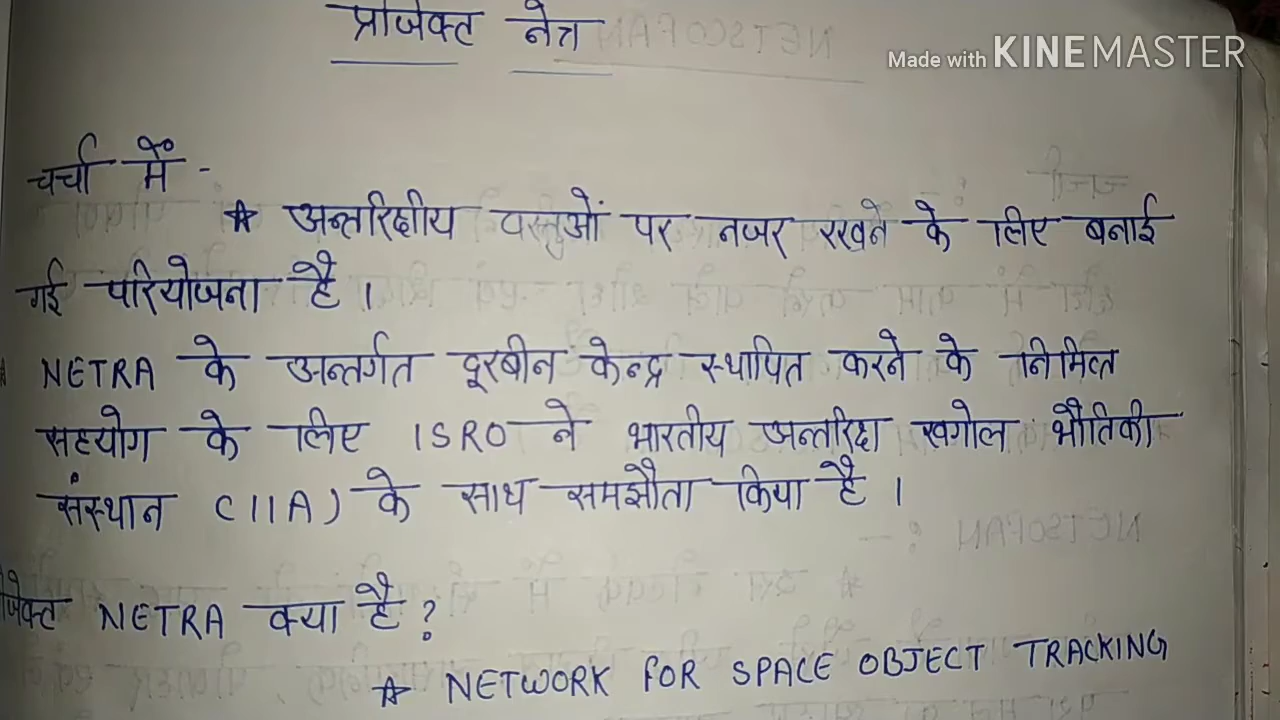 प्रोजेक्ट नेत्र
Made with KINEMASTER
चर्चा में -
☆ अन्तरिक्षीय वस्तुओं पर नजर रखने के लिए बनाई
गई परियोजना है ।
NETRA के अन्तर्गत दूरबीन केन्द्र स्थापित करने के निमित्त
सहयोग के लिए ISRO ने भारतीय अन्तरिक्ष खगोल भौतिकी
संस्थान (IIA) के साथ समझौता किया है ।
NETRA क्या है ?
☆ NETWORK FOR SPACE OBJECT TRACKING